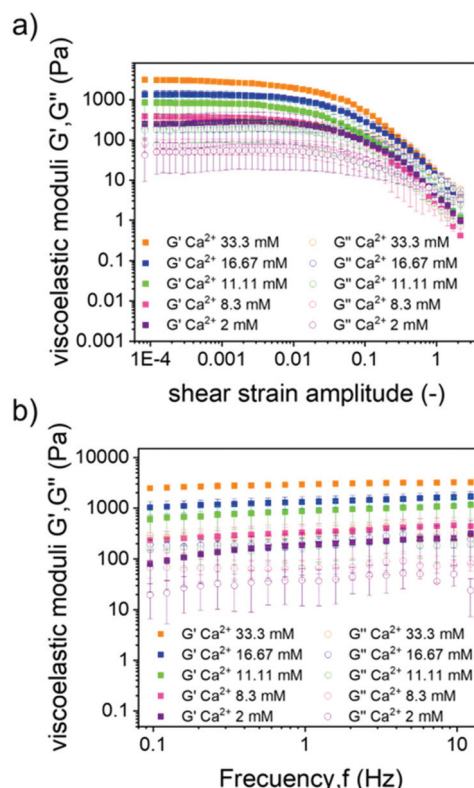 a)
viscoelastic moduli G',G'' (Pa)
1000
100
10
1
0.1
0.01
0.001
G' Ca²⁺ 33.3 mM G'' Ca²⁺ 33.3 mM
G' Ca²⁺ 16.67 mM G'' Ca²⁺ 16.67 mM
G' Ca²⁺ 11.11 mM G'' Ca²⁺ 11.11 mM
G' Ca²⁺ 8.3 mM G'' Ca²⁺ 8.3 mM
G' Ca²⁺ 2 mM G'' Ca²⁺ 2 mM
1E-4 0.001 0.01 0.1 1
shear strain amplitude (-)
b)
viscoelastic moduli G',G'' (Pa)
10000
1000
100
10
1
0.1
G' Ca²⁺ 33.3 mM G'' Ca²⁺ 33.3 mM
G' Ca²⁺ 16.67 mM G'' Ca²⁺ 16.67 mM
G' Ca²⁺ 11.11 mM G'' Ca²⁺ 11.11 mM
G' Ca²⁺ 8.3 mM G'' Ca²⁺ 8.3 mM
G' Ca²⁺ 2 mM G'' Ca²⁺ 2 mM
0.1 1 10
Frecuency,f (Hz)